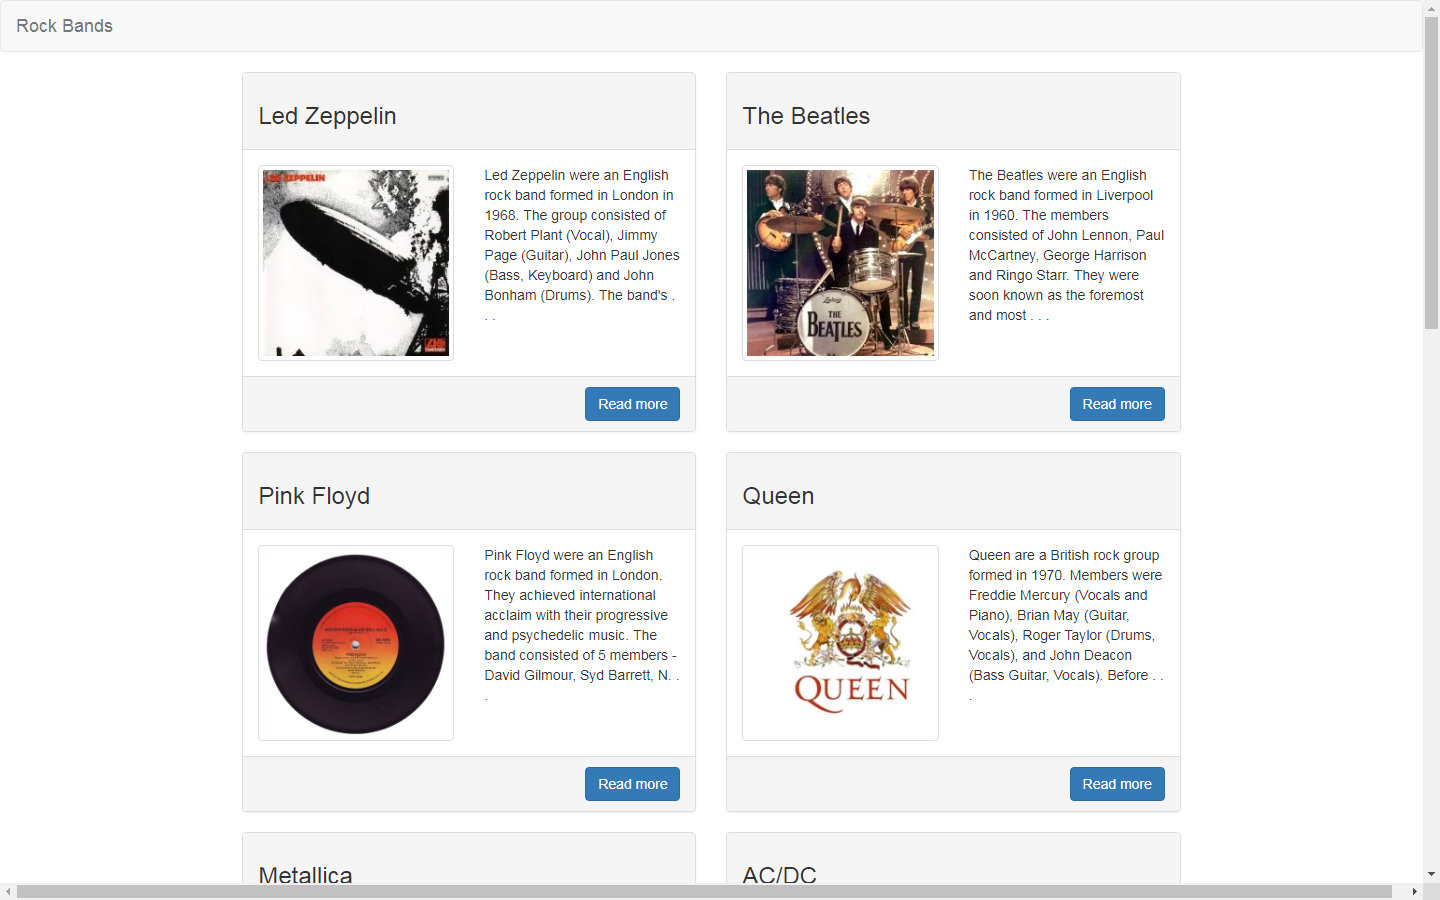 Rock Bands
Led Zeppelin
LED ZEPPELIN
Led Zeppelin were an English
rock band formed in London in
1968. The group consisted of
Robert Plant (Vocal), Jimmy
Page (Guitar), John Paul Jones
(Bass, Keyboard) and John
Bonham (Drums). The band's .
. .
Read more
The Beatles
Ludwig
THE
BEATLES
The Beatles were an English
rock band formed in Liverpool
in 1960. The members
consisted of John Lennon, Paul
McCartney, George Harrison
and Ringo Starr. They were
soon known as the foremost
and most . . .
Read more
Pink Floyd
Pink Floyd were an English
rock band formed in London.
They achieved international
acclaim with their progressive
and psychedelic music. The
band consisted of 5 members -
David Gilmour, Syd Barrett, N. .
.
Read more
Queen
QUEEN
Queen are a British rock group
formed in 1970. Members were
Freddie Mercury (Vocals and
Piano), Brian May (Guitar,
Vocals), Roger Taylor (Drums,
Vocals), and John Deacon
(Bass Guitar, Vocals). Before . .
.
Read more
Metallica
AC/DC